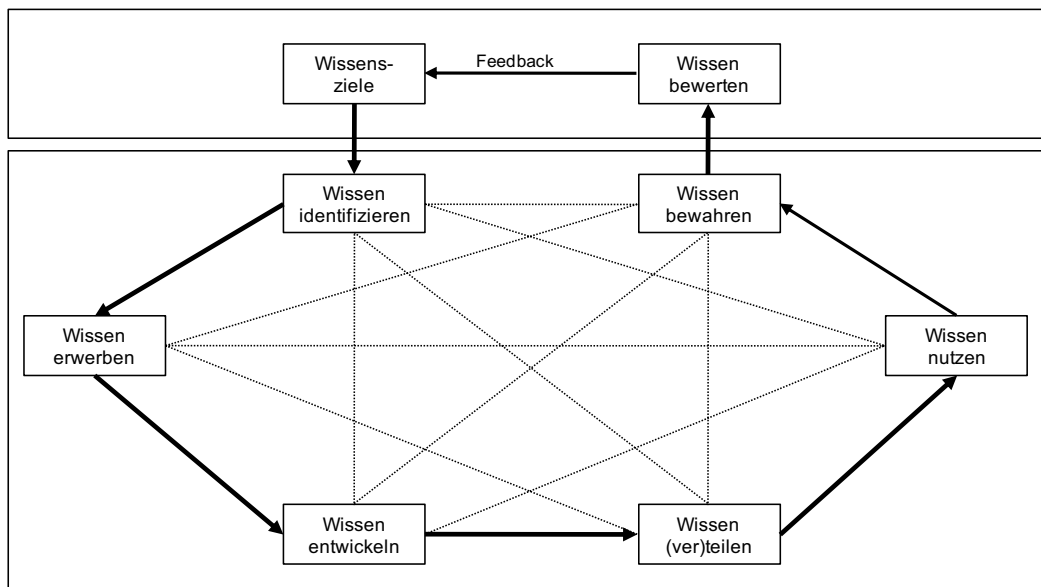 Wissens-
ziele
Feedback
Wissen
bewerten
Wissen
identifizieren
Wissen
bewahren
Wissen
erwerben
Wissen
nutzen
Wissen
entwickeln
Wissen
(ver)teilen